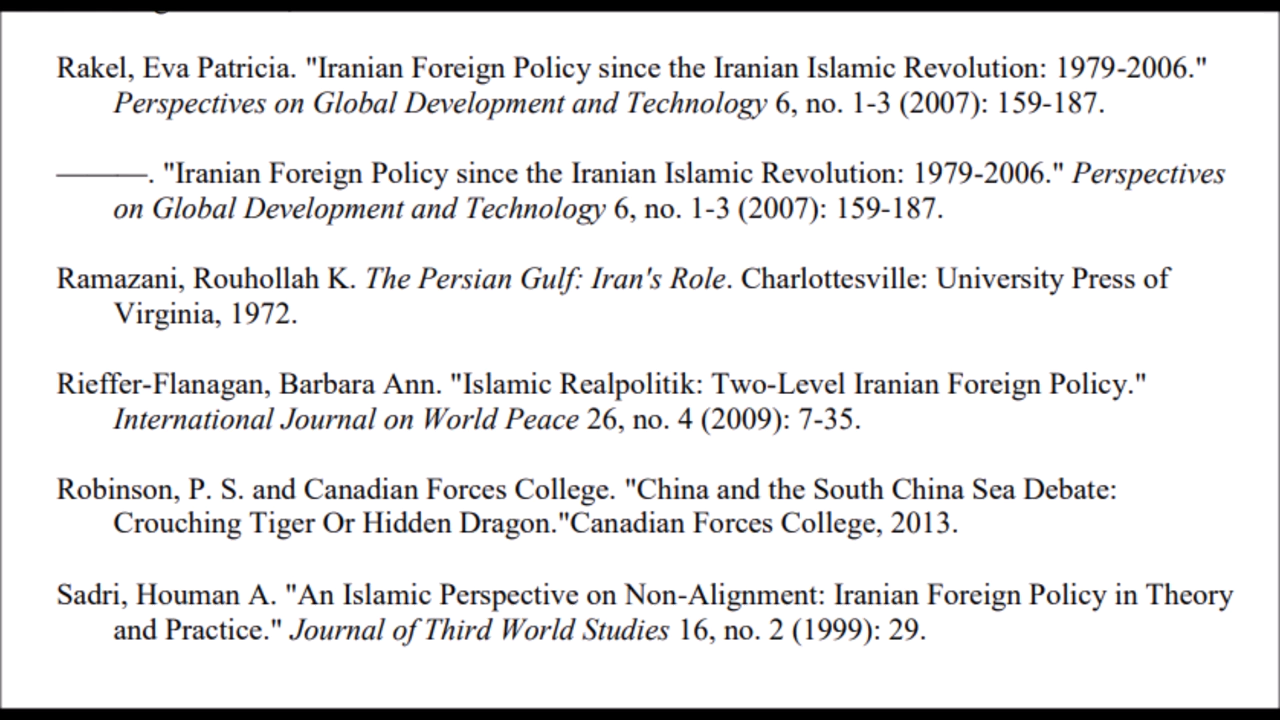 Rakel, Eva Patricia. "Iranian Foreign Policy since the Iranian Islamic Revolution: 1979-2006."
Perspectives on Global Development and Technology 6, no. 1-3 (2007): 159-187.
———. "Iranian Foreign Policy since the Iranian Islamic Revolution: 1979-2006." Perspectives
on Global Development and Technology 6, no. 1-3 (2007): 159-187.
Ramazani, Rouhollah K. The Persian Gulf: Iran's Role. Charlottesville: University Press of
Virginia, 1972.
Rieffer-Flanagan, Barbara Ann. "Islamic Realpolitik: Two-Level Iranian Foreign Policy."
International Journal on World Peace 26, no. 4 (2009): 7-35.
Robinson, P. S. and Canadian Forces College. "China and the South China Sea Debate:
Crouching Tiger Or Hidden Dragon."Canadian Forces College, 2013.
Sadri, Houman A. "An Islamic Perspective on Non-Alignment: Iranian Foreign Policy in Theory
and Practice." Journal of Third World Studies 16, no. 2 (1999): 29.